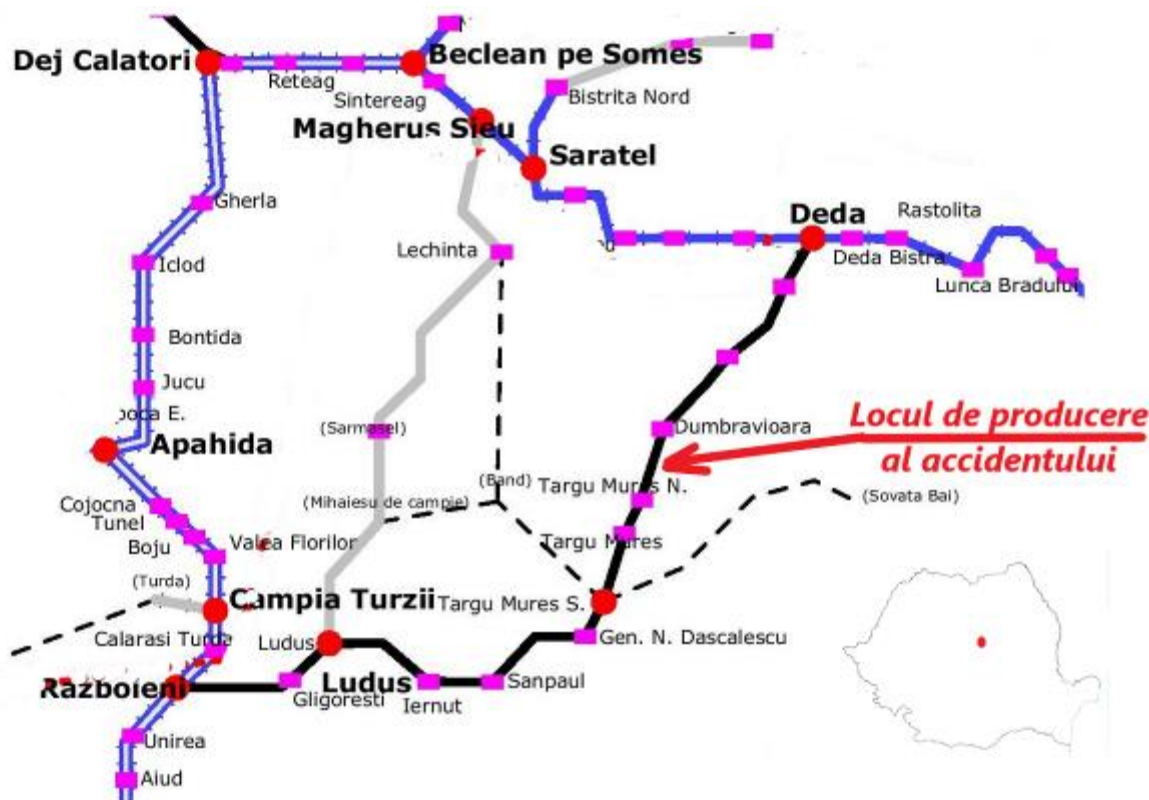 Dej Calatori
Beclean pe Somes
Reteag
Sintereag
Bistrita Nord
Magherus Sieu
Saratel
Gherla
Deda
Rastolita
Lechinta
Deda Bistra
Iclod
Lunca Bradului
Bontida
Jucu
E.
Apahida
(Sarmasel)
Dumbravioara
Locul de producere
al accidentului
(Band)
Targu Mures N.
(Mihaiesu de campie)
(Sovata Bai)
Cojocna
Tunel
Boju
Valea Florilor
Targu Mures
(Turda)
Campia Turzii
Targu Mures S.
Calarasi Turda
Ludus
Gen. N. Dascalescu
Razboieni
Gligoresti
Ludus
Iernut
Sanpaul
Unirea
Aiud